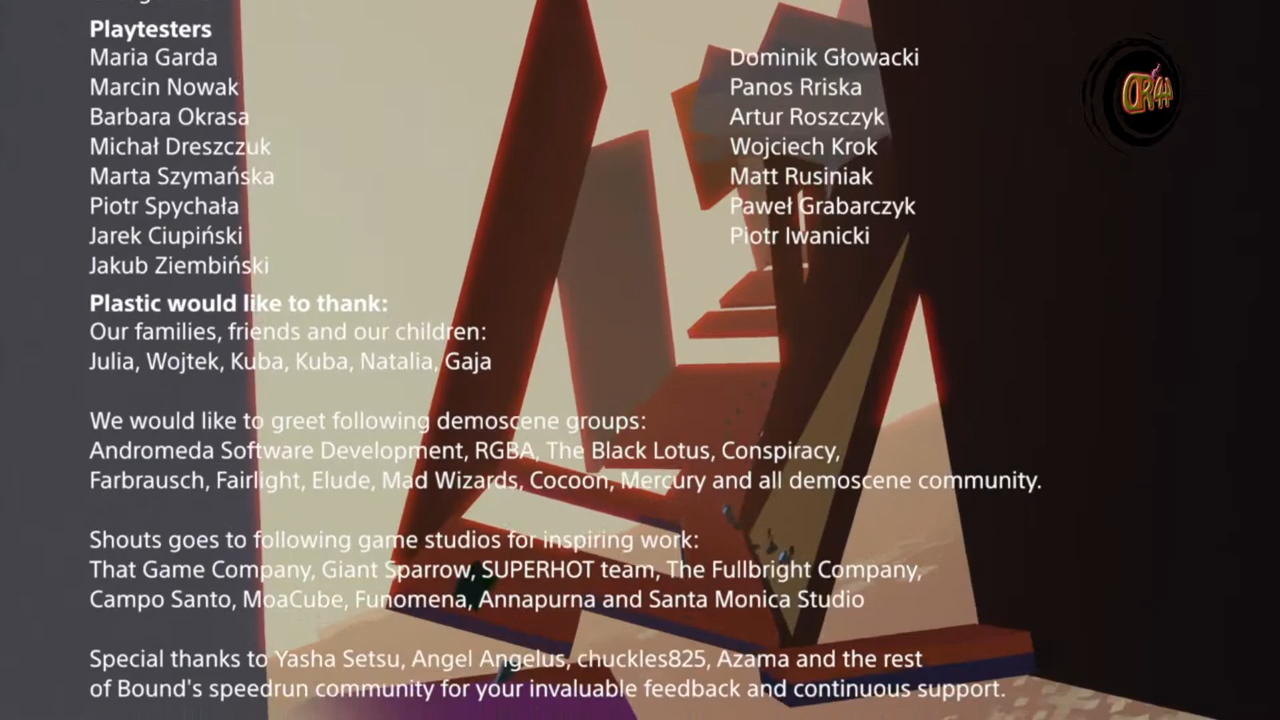 Playtesters
Maria Garda
Marcin Nowak
Barbara Okrasa
Michał Dreszczuk
Marta Szymańska
Piotr Spychała
Jarek Ciupiński
Jakub Ziembiński
Dominik Głowacki
Panos Rriska
Artur Roszczyk
Wojciech Krok
Matt Rusiniak
Paweł Grabarczyk
Piotr Iwanicki
Plastic would like to thank:
Our families, friends and our children:
Julia, Wojtek, Kuba, Kuba, Natalia, Gaja
We would like to greet following demoscene groups:
Andromeda Software Development, RGBA, The Black Lotus, Conspiracy,
Farbrausch, Fairlight, Elude, Mad Wizards, Cocoon, Mercury and all demoscene community.
Shouts goes to following game studios for inspiring work:
That Game Company, Giant Sparrow, SUPERHOT team, The Fullbright Company,
Campo Santo, MoaCube, Funomena, Annapurna and Santa Monica Studio
Special thanks to Yasha Setsu, Angel Angelus, chuckles825, Azama and the rest
of Bound's speedrun community for your invaluable feedback and continuous support.